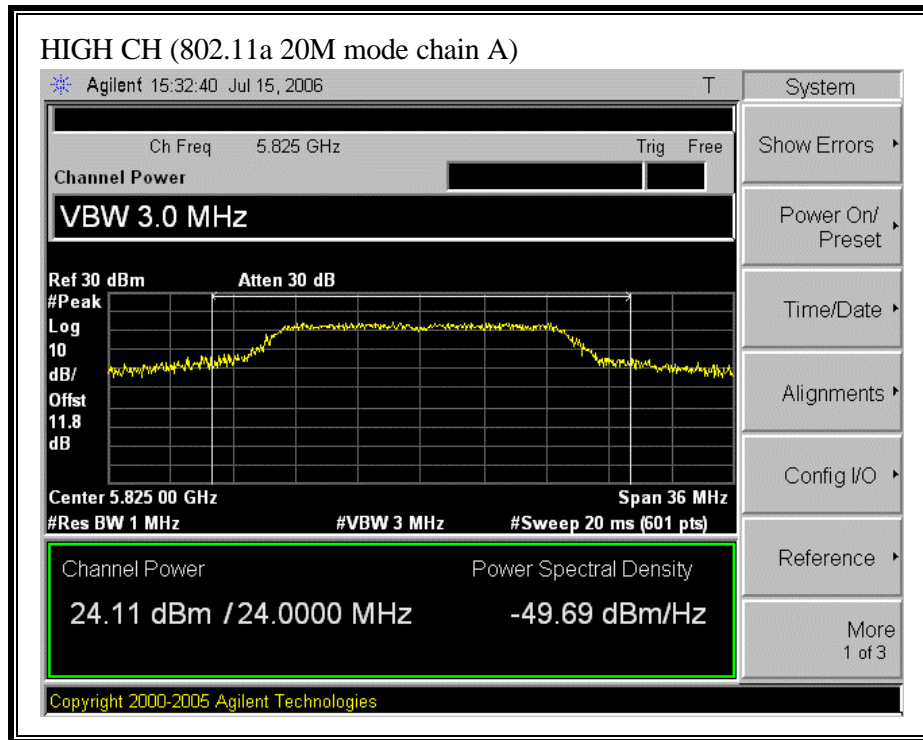 HIGH CH (802.11a 20M mode chain A)
Agilent 15:32:40 Jul 15, 2006 T
System
Ch Freq 5.825 GHz Trig Free
Channel Power
VBW 3.0 MHz
Ref 30 dBm Atten 30 dB
#Peak
Log
10
dB/
Offst
11.8
dB
Center 5.825 00 GHz Span 36 MHz
#Res BW 1 MHz #VBW 3 MHz #Sweep 20 ms (601 pts)
Channel Power Power Spectral Density
24.11 dBm / 24.0000 MHz -49.69 dBm/Hz
Copyright 2000-2005 Agilent Technologies
Show Errors
Power On/
Preset
Time/Date
Alignments
Config I/O
Reference
More
1 of 3